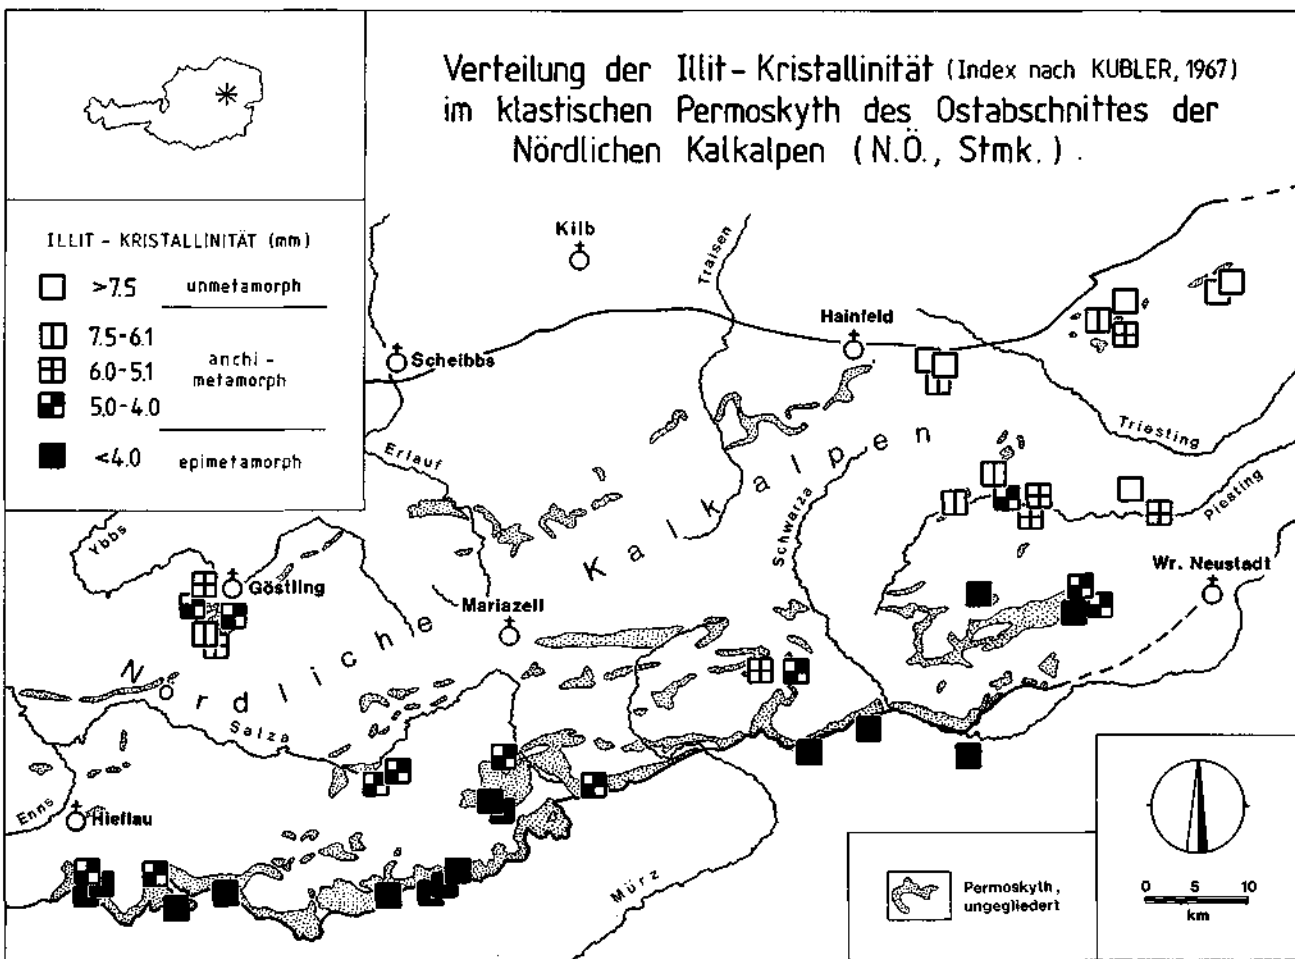 Verteilung der Illit-Kristallinität (Index nach KUBLER, 1967)
im klastischen Permoskyth des Ostabschnittes der
Nördlichen Kalkalpen (N.Ö., Stmk.).
ILLIT - KRISTALLINITÄT (mm)
>7.5 unmetamorph
7.5-6.1
6.0-5.1
anchi-
metamorph
5.0-4.0
<4.0 epimetamorph
Kilb
Traisen
Hainfeld
Scheibbs
Triesting
Erlauf
Schwarza
Piesting
Ybbs
Göstling
Mariazell
Wr. Neustadt
Nördliche Kalkalpen
Salza
Enns
Hieflau
Mürz
Permoskyth,
ungegliedert
0 5 10
km